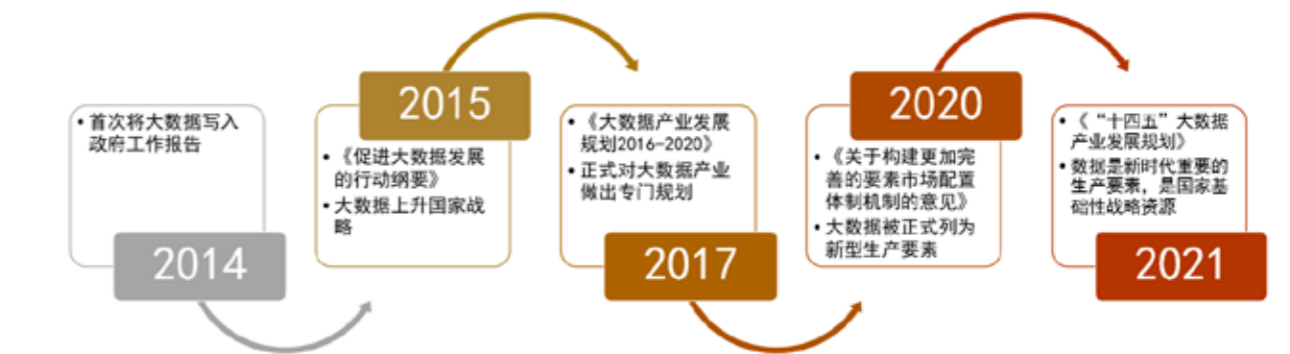 • 首次将大数据写入
政府工作报告
2014
2015
• 《促进大数据发展
的行动纲要》
• 大数据上升国家战
略
• 《大数据产业发展
规划2016-2020》
• 正式对大数据产业
做出专门规划
2017
2020
• 《关于构建更加完
善的要素市场配置
体制机制的意见》
• 大数据被正式列为
新型生产要素
• 《“十四五”大数据
产业发展规划》
• 数据是新时代重要的
生产要素，是国家基
础性战略资源
2021